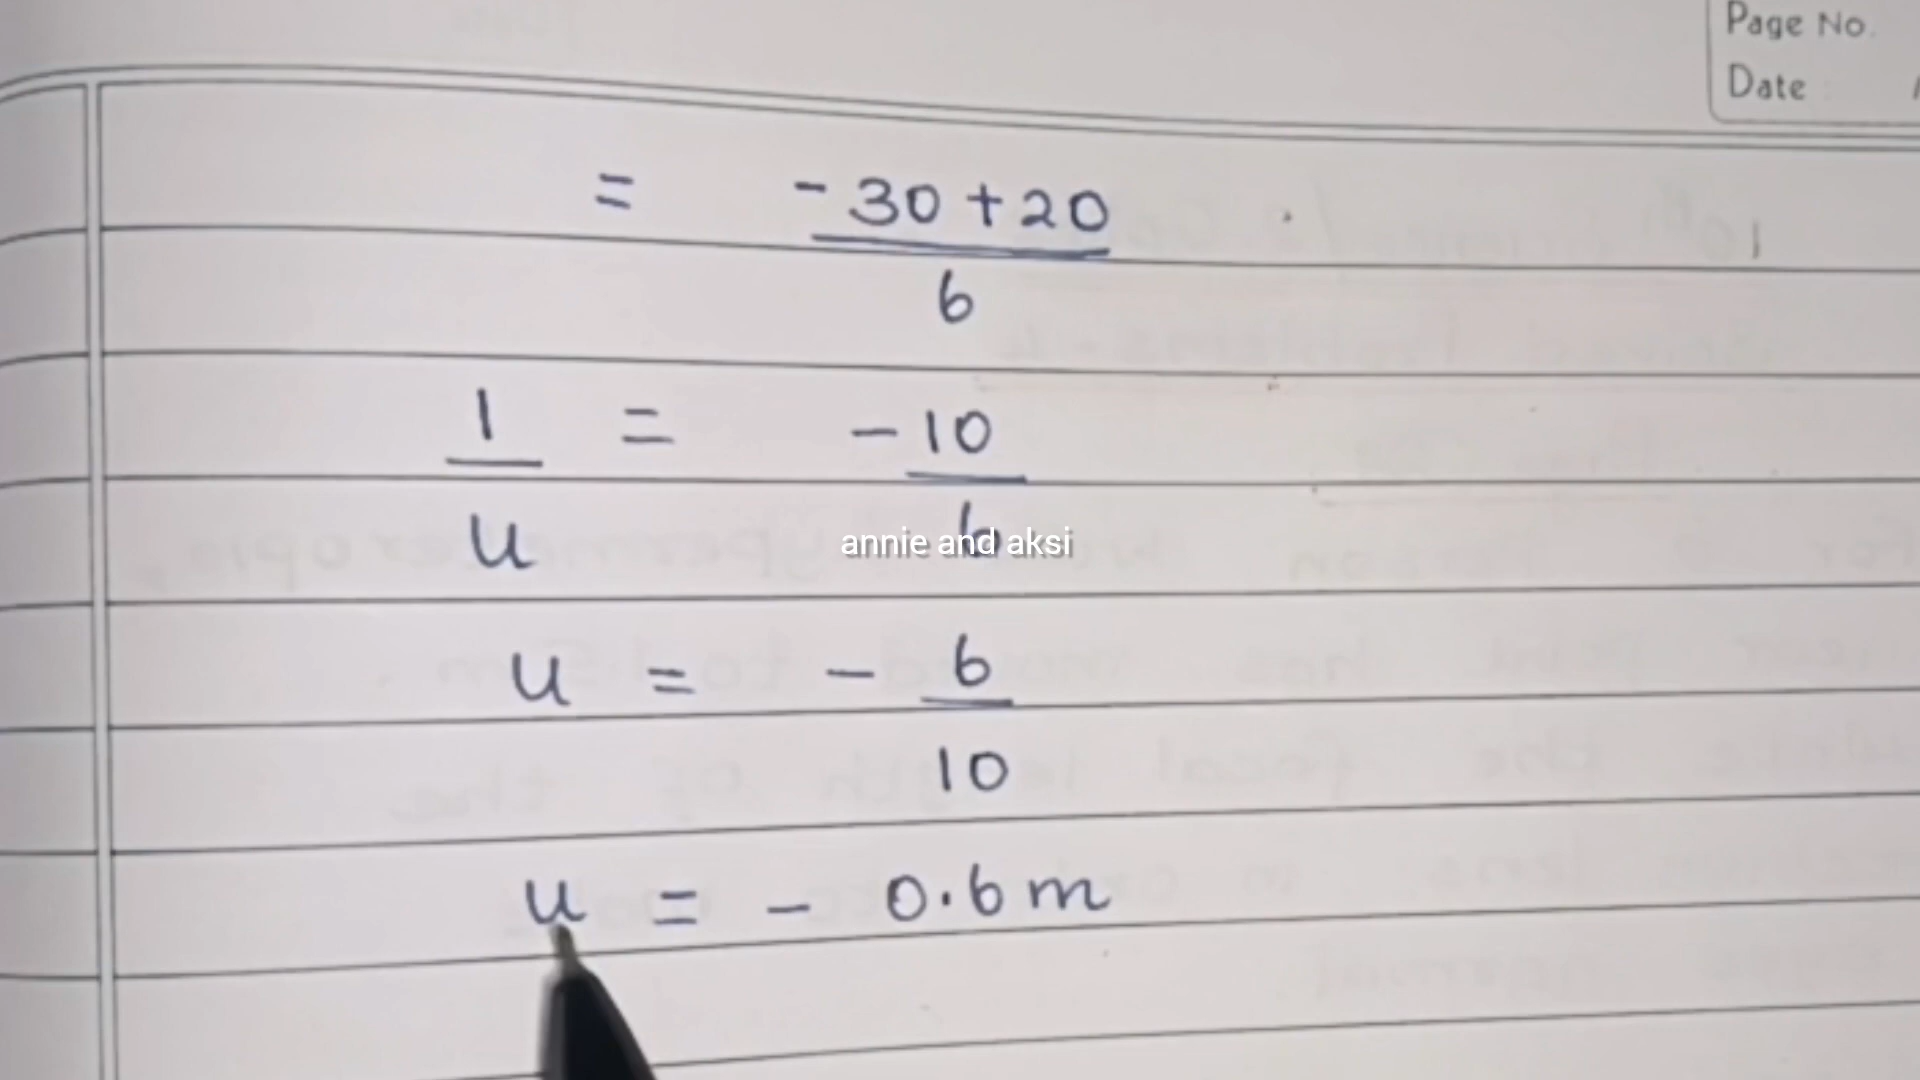 Page No.
Date
= -30+20
6
1 = -10
u 6
annie and aksi
u = - 6
10
u = - 0.6 m